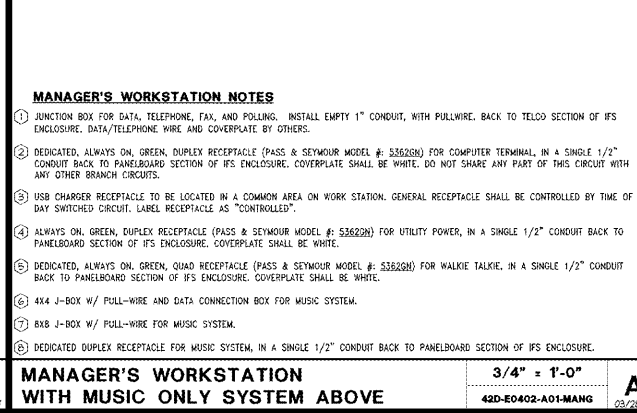 MANAGER'S WORKSTATION NOTES
1 JUNCTION BOX FOR DATA, TELEPHONE, FAX, AND POLLING. INSTALL EMPTY 1" CONDUIT, WITH PULLWIRE, BACK TO TELCO SECTION OF IFS
ENCLOSURE. DATA/TELEPHONE WIRE AND COVERPLATE BY OTHERS.
2 DEDICATED, ALWAYS ON, GREEN, DUPLEX RECEPTACLE (PASS & SEYMOUR MODEL #: 5362GN) FOR COMPUTER TERMINAL, IN A SINGLE 1/2"
CONDUIT BACK TO PANELBOARD SECTION OF IFS ENCLOSURE. COVERPLATE SHALL BE WHITE. DO NOT SHARE ANY PART OF THIS CIRCUIT WITH
ANY OTHER BRANCH CIRCUITS.
3 USB CHARGER RECEPTACLE TO BE LOCATED IN A COMMON AREA ON WORK STATION. GENERAL RECEPTACLE SHALL BE CONTROLLED BY TIME OF
DAY SWITCHED CIRCUIT. LABEL RECEPTACLE AS "CONTROLLED".
4 ALWAYS ON, GREEN, DUPLEX RECEPTACLE (PASS & SEYMOUR MODEL #: 5362GN) FOR UTILITY POWER, IN A SINGLE 1/2" CONDUIT BACK TO
PANELBOARD SECTION OF IFS ENCLOSURE. COVERPLATE SHALL BE WHITE.
5 DEDICATED, ALWAYS ON, GREEN, QUAD RECEPTACLE (PASS & SEYMOUR MODEL #: 5362GN) FOR WALKIE TALKIE, IN A SINGLE 1/2" CONDUIT
BACK TO PANELBOARD SECTION OF IFS ENCLOSURE. COVERPLATE SHALL BE WHITE.
6 4X4 J-BOX W/ PULL-WIRE AND DATA CONNECTION BOX FOR MUSIC SYSTEM.
7 8X8 J-BOX W/ PULL-WIRE FOR MUSIC SYSTEM.
8 DEDICATED DUPLEX RECEPTACLE FOR MUSIC SYSTEM, IN A SINGLE 1/2" CONDUIT BACK TO PANELBOARD SECTION OF IFS ENCLOSURE.
MANAGER'S WORKSTATION
WITH MUSIC ONLY SYSTEM ABOVE
3/4" = 1'-0"
42D-E0402-A01-MANG